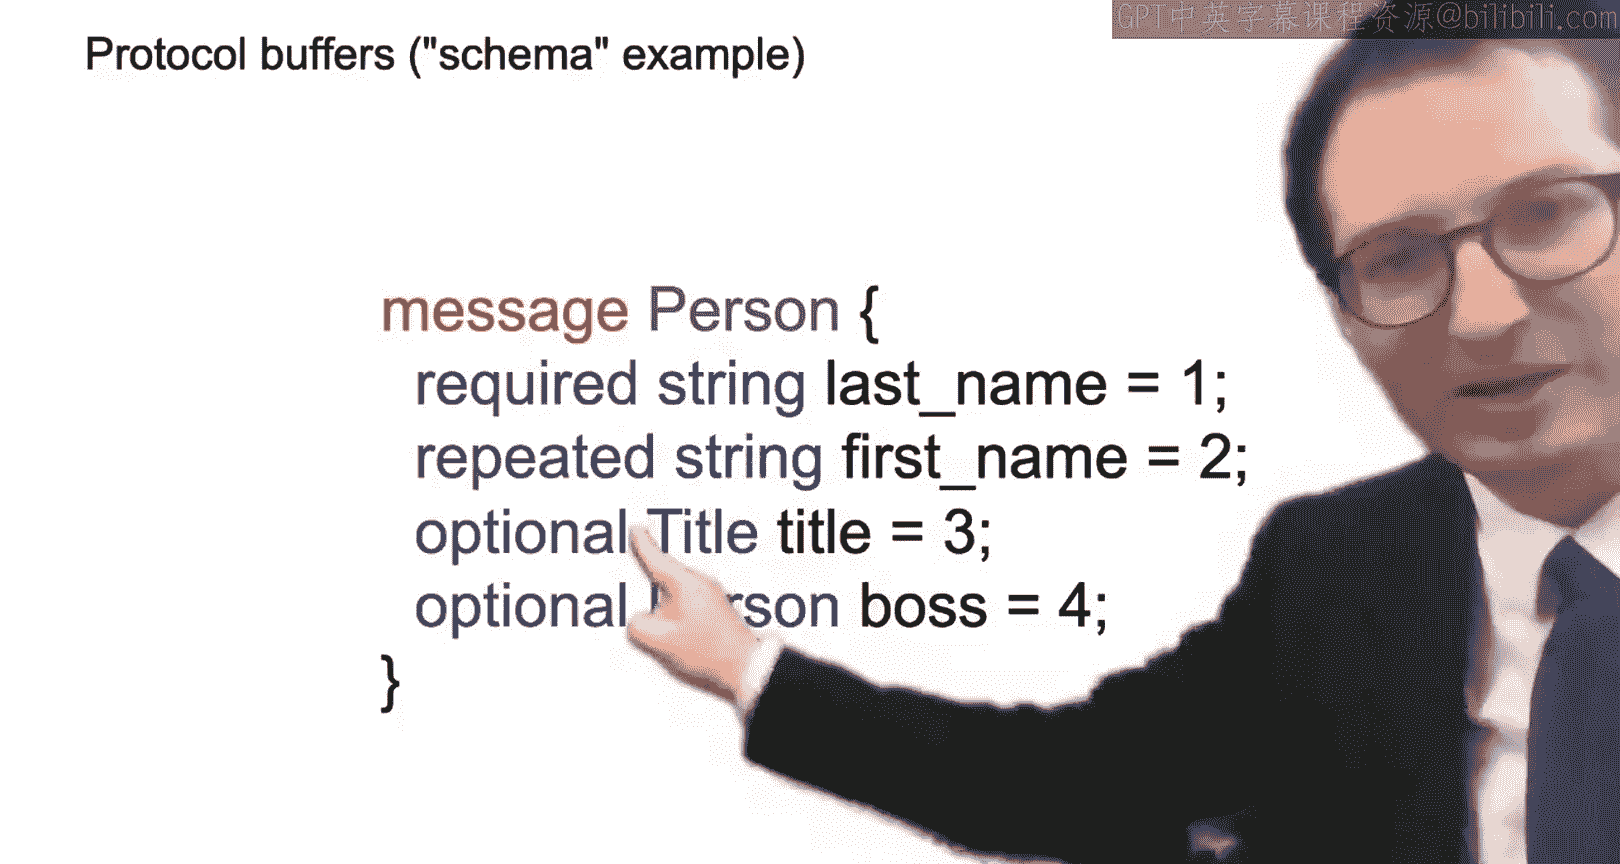 GPT中英字幕课程资源@bilibili.com
Protocol buffers ("schema" example)
message Person {
required string last_name = 1;
repeated string first_name = 2;
optional Title title = 3;
optional Person boss = 4;
}